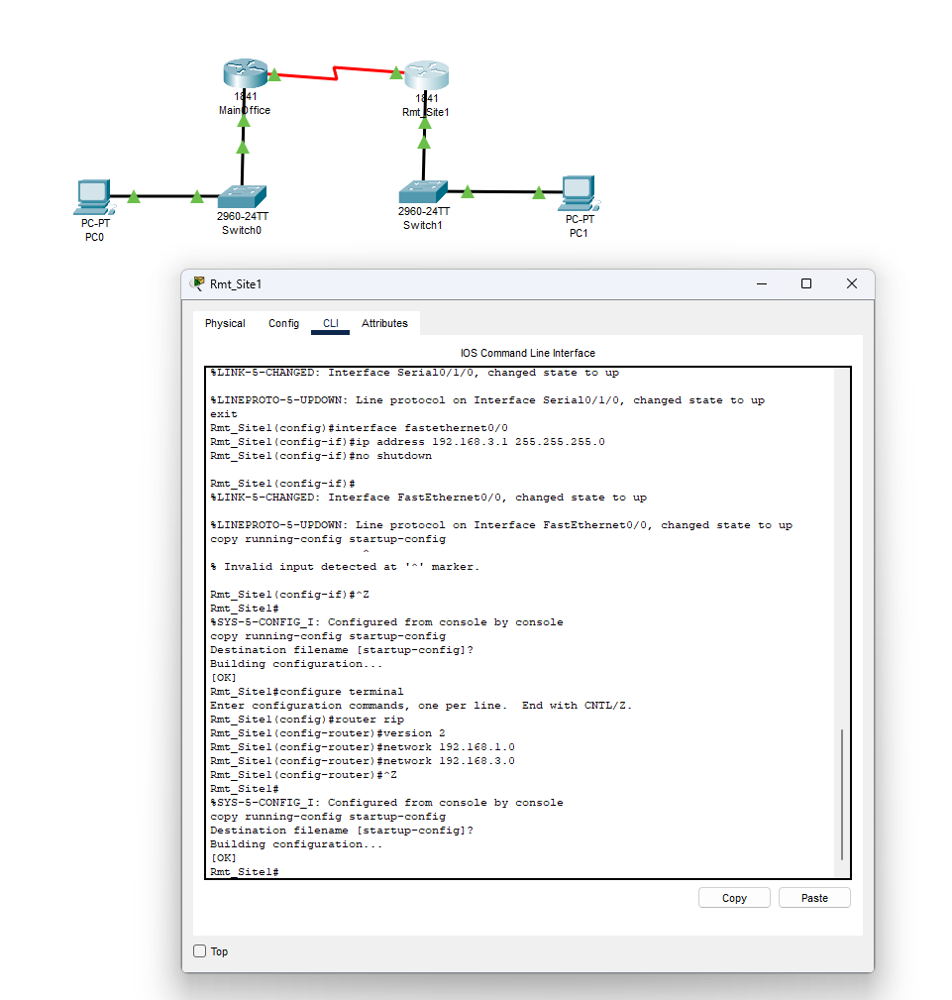 1841
MainOffice
1841
Rmt_Site1
2960-24TT
Switch0
2960-24TT
Switch1
PC-PT
PC0
PC-PT
PC1
Rmt_Site1
Physical Config CLI Attributes
IOS Command Line Interface
%LINK-5-CHANGED: Interface Serial0/1/0, changed state to up
%LINEPROTO-5-UPDOWN: Line protocol on Interface Serial0/1/0, changed state to up
exit
Rmt_Site1(config)#interface fastethernet0/0
Rmt_Site1(config-if)#ip address 192.168.3.1 255.255.255.0
Rmt_Site1(config-if)#no shutdown
Rmt_Site1(config-if)#
%LINK-5-CHANGED: Interface FastEthernet0/0, changed state to up
%LINEPROTO-5-UPDOWN: Line protocol on Interface FastEthernet0/0, changed state to up
copy running-config startup-config
^
% Invalid input detected at '^' marker.
Rmt_Site1(config-if)#^Z
Rmt_Site1#
%SYS-5-CONFIG_I: Configured from console by console
copy running-config startup-config
Destination filename [startup-config]?
Building configuration...
[OK]
Rmt_Site1#configure terminal
Enter configuration commands, one per line.  End with CNTL/Z.
Rmt_Site1(config)#router rip
Rmt_Site1(config-router)#version 2
Rmt_Site1(config-router)#network 192.168.1.0
Rmt_Site1(config-router)#network 192.168.3.0
Rmt_Site1(config-router)#^Z
Rmt_Site1#
%SYS-5-CONFIG_I: Configured from console by console
copy running-config startup-config
Destination filename [startup-config]?
Building configuration...
[OK]
Rmt_Site1#
Copy Paste
Top